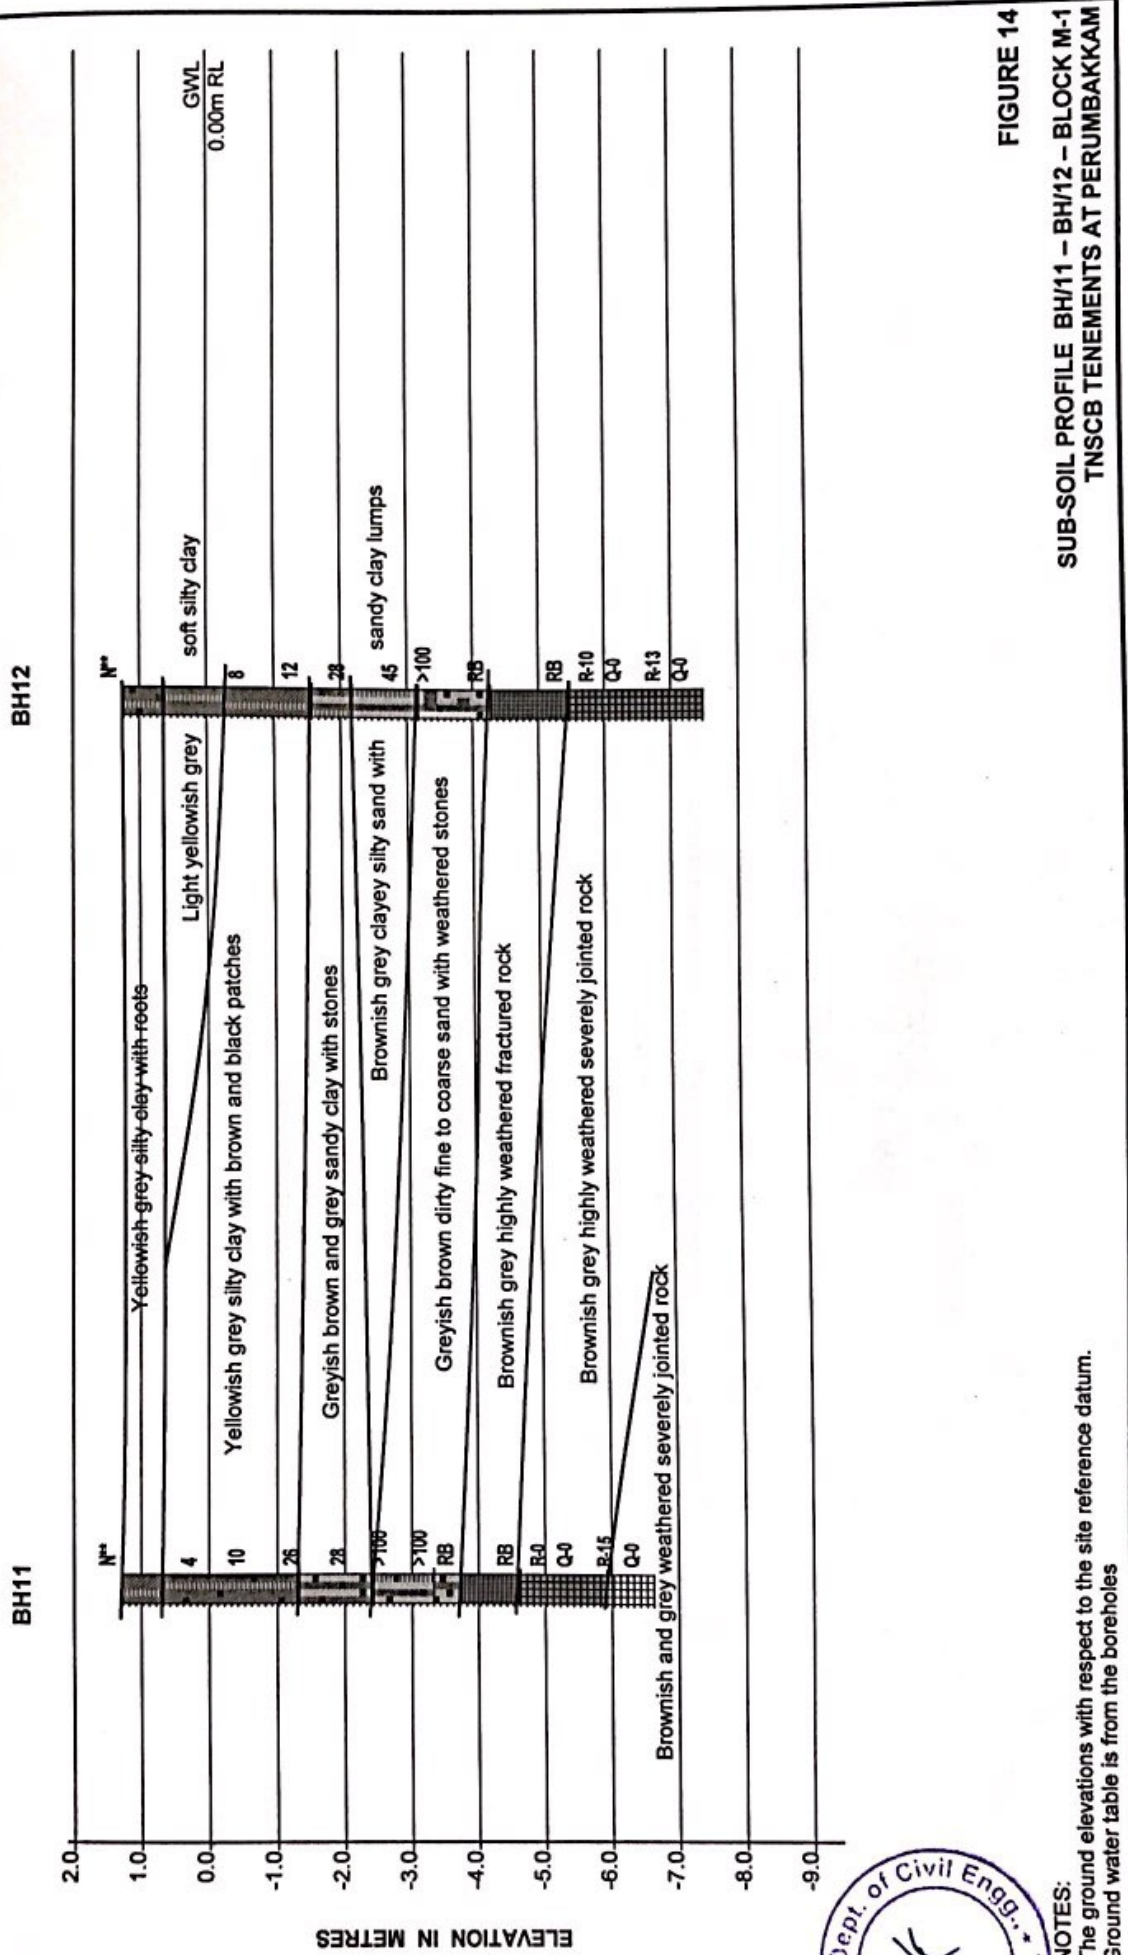 BH11
BH12
N**
N**
2.0
1.0
0.0
-1.0
-2.0
-3.0
-4.0
-5.0
-6.0
-7.0
-8.0
-9.0
ELEVATION IN METRES
GWL
0.00m RL
4
10
26
28
>100
>100
RB
RB
R-0
Q-0
R-15
Q-0
8
12
28
45
>100
RB
RB
R-10
Q-0
R-13
Q-0
Yellowish grey silty clay with roots
Light yellowish grey soft silty clay
Yellowish grey silty clay with brown and black patches
Greyish brown and grey sandy clay with stones
Brownish grey clayey silty sand with sandy clay lumps
Greyish brown dirty fine to coarse sand with weathered stones
Brownish grey highly weathered fractured rock
Brownish grey highly weathered severely jointed rock
Brownish and grey weathered severely jointed rock
FIGURE 14
SUB-SOIL PROFILE BH/11 – BH/12 – BLOCK M-1
TNSCB TENEMENTS AT PERUMBAKKAM
NOTES:
The ground elevations with respect to the site reference datum.
Ground water table is from the boreholes
Dept. of Civil Engg., *